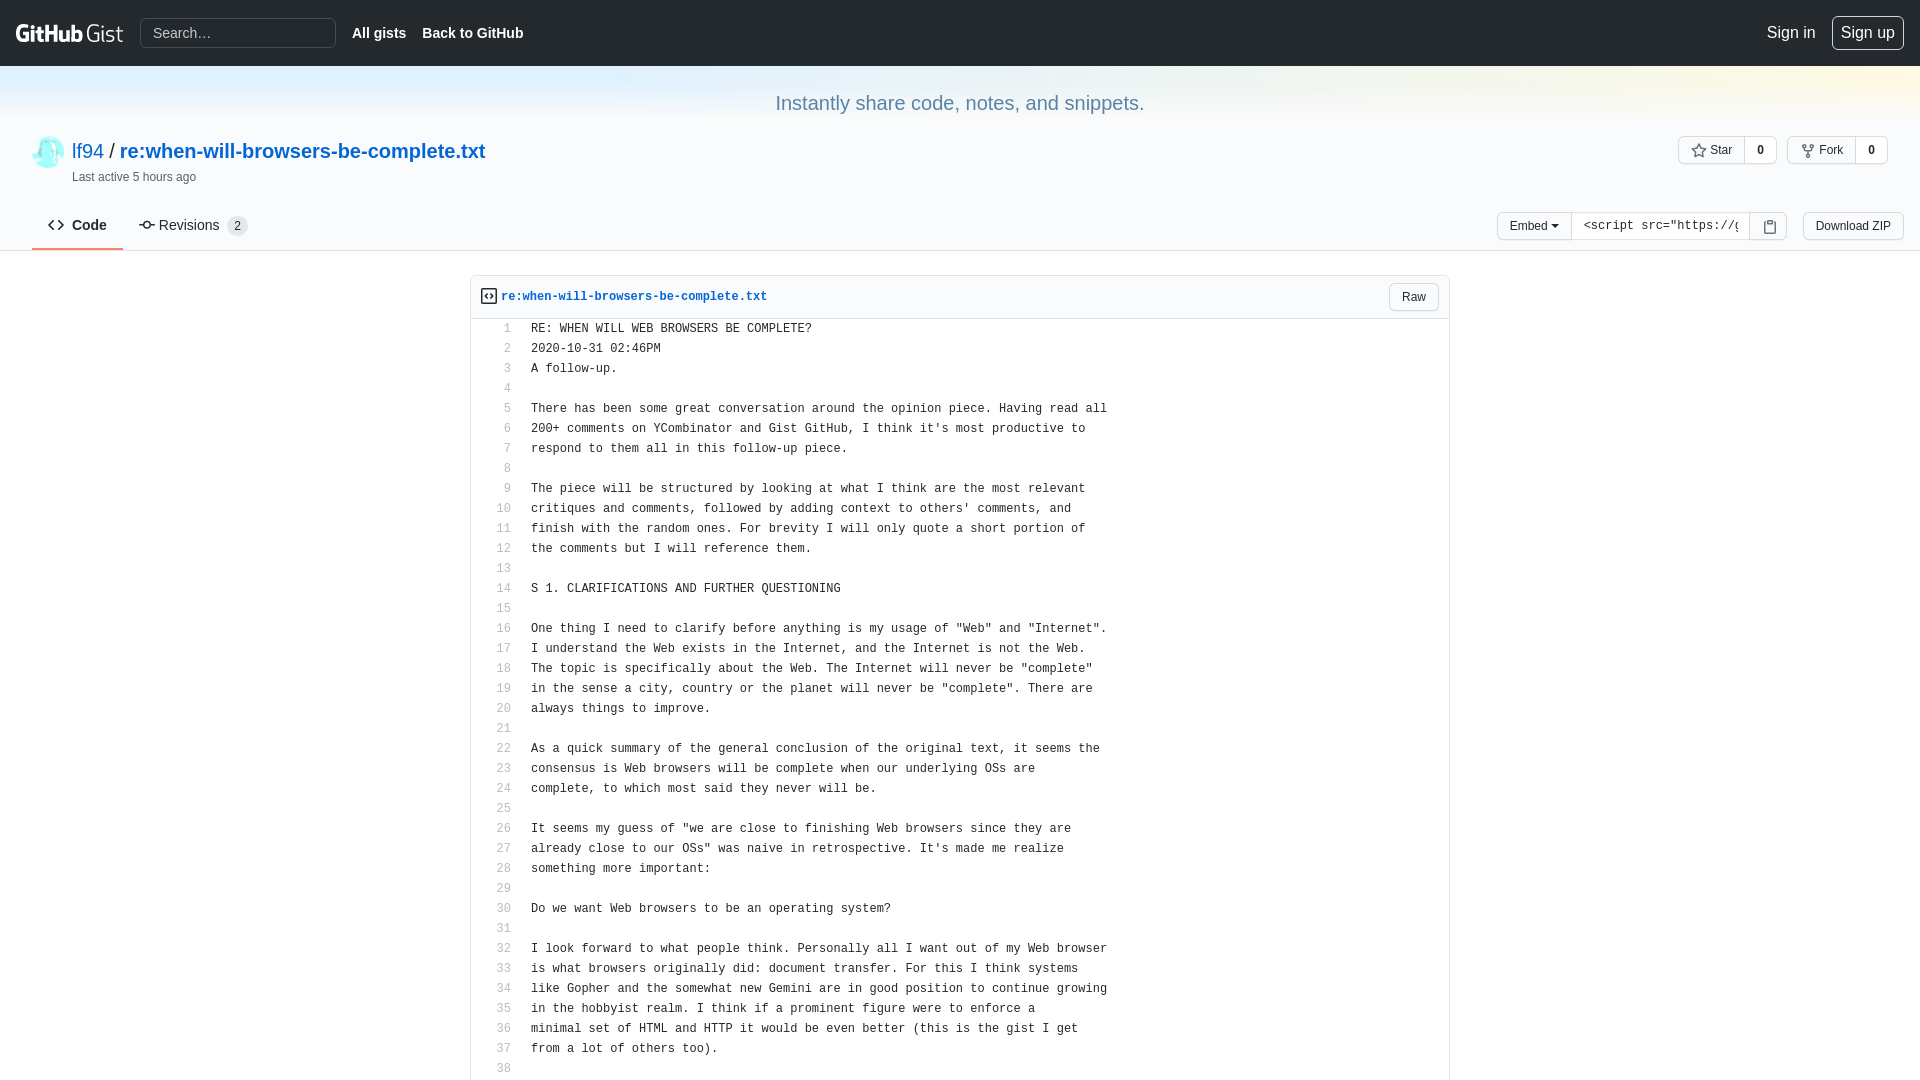 GitHub Gist
Search…
All gists
Back to GitHub
Sign in
Sign up
Instantly share code, notes, and snippets.
lf94 / re:when-will-browsers-be-complete.txt
Last active 5 hours ago
Star 0
Fork 0
Code
Revisions 2
Embed
<script src="https://g
Download ZIP
re:when-will-browsers-be-complete.txt
Raw
1 RE: WHEN WILL WEB BROWSERS BE COMPLETE?
2 2020-10-31 02:46PM
3 A follow-up.
4
5 There has been some great conversation around the opinion piece. Having read all
6 200+ comments on YCombinator and Gist GitHub, I think it's most productive to
7 respond to them all in this follow-up piece.
8
9 The piece will be structured by looking at what I think are the most relevant
10 critiques and comments, followed by adding context to others' comments, and
11 finish with the random ones. For brevity I will only quote a short portion of
12 the comments but I will reference them.
13
14 S 1. CLARIFICATIONS AND FURTHER QUESTIONING
15
16 One thing I need to clarify before anything is my usage of "Web" and "Internet".
17 I understand the Web exists in the Internet, and the Internet is not the Web.
18 The topic is specifically about the Web. The Internet will never be "complete"
19 in the sense a city, country or the planet will never be "complete". There are
20 always things to improve.
21
22 As a quick summary of the general conclusion of the original text, it seems the
23 consensus is Web browsers will be complete when our underlying OSs are
24 complete, to which most said they never will be.
25
26 It seems my guess of "we are close to finishing Web browsers since they are
27 already close to our OSs" was naive in retrospective. It's made me realize
28 something more important:
29
30 Do we want Web browsers to be an operating system?
31
32 I look forward to what people think. Personally all I want out of my Web browser
33 is what browsers originally did: document transfer. For this I think systems
34 like Gopher and the somewhat new Gemini are in good position to continue growing
35 in the hobbyist realm. I think if a prominent figure were to enforce a
36 minimal set of HTML and HTTP it would be even better (this is the gist I get
37 from a lot of others too).
38